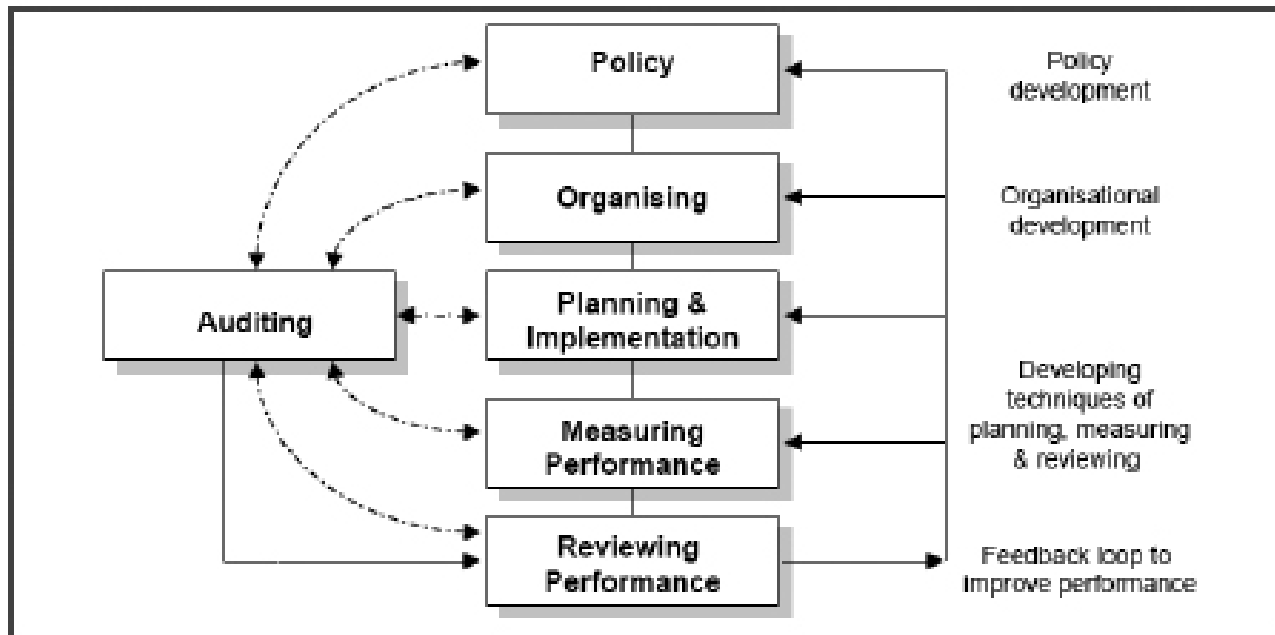 Policy
Policy
development
Organising
Organisational
development
Auditing
Planning &
Implementation
Developing
techniques of
planning, measuring
& reviewing
Measuring
Performance
Reviewing
Performance
Feedback loop to
improve performance